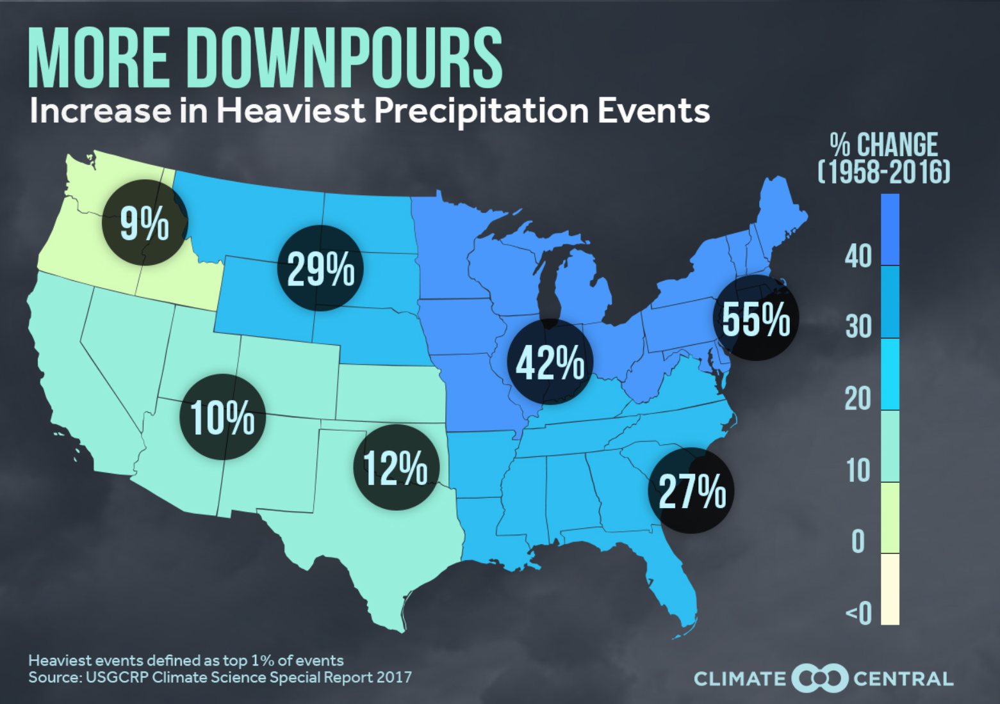 MORE DOWNPOURS
Increase in Heaviest Precipitation Events
% CHANGE
(1958-2016)
9%
29%
42%
55%
10%
12%
27%
40
30
20
10
0
<0
Heaviest events defined as top 1% of events
Source: USGCRP Climate Science Special Report 2017
CLIMATE CENTRAL